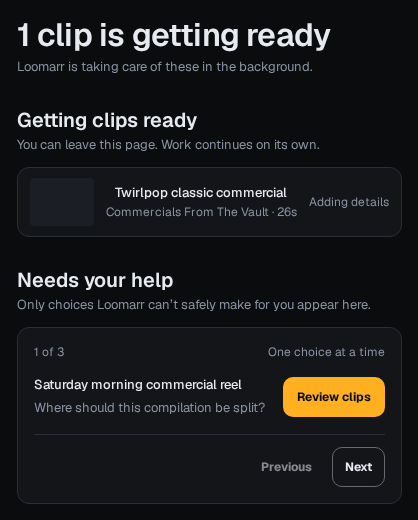 1 clip is getting ready
Loomarr is taking care of these in the background.
Getting clips ready
You can leave this page. Work continues on its own.
Twirlpop classic commercial
Commercials From The Vault · 26s
Adding details
Needs your help
Only choices Loomarr can't safely make for you appear here.
1 of 3
One choice at a time
Saturday morning commercial reel
Where should this compilation be split?
Review clips
Previous
Next